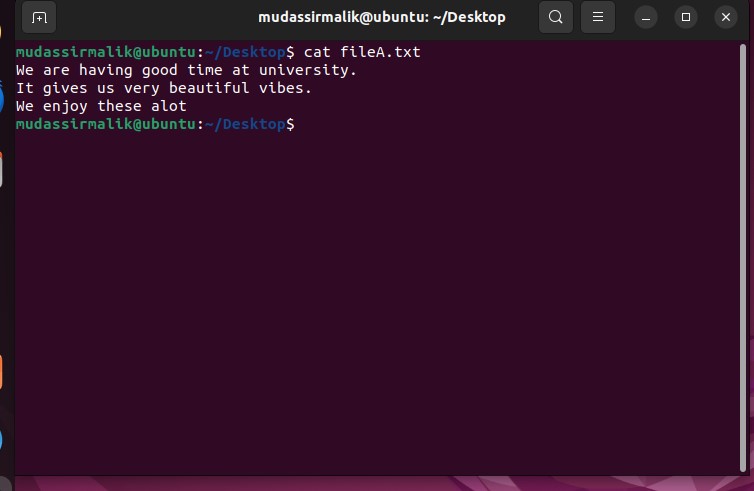 mudassirmalik@ubuntu: ~/Desktop
mudassirmalik@ubuntu:~/Desktop$ cat fileA.txt
We are having good time at university.
It gives us very beautiful vibes.
We enjoy these alot
mudassirmalik@ubuntu:~/Desktop$